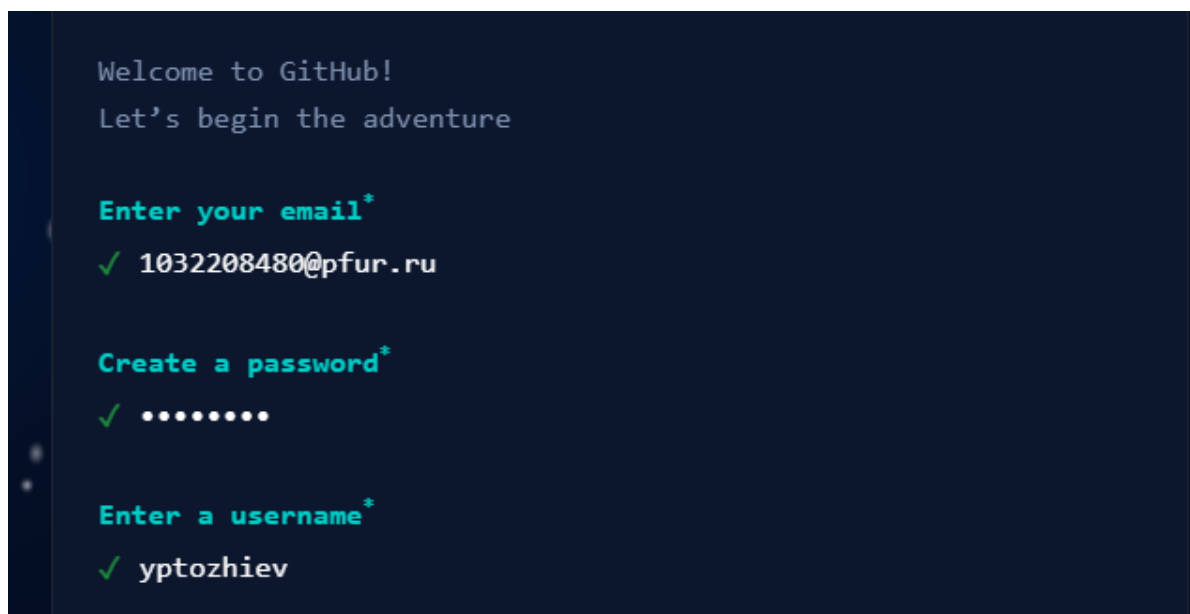 Welcome to GitHub!
Let’s begin the adventure
Enter your email*
✓ 1032208480@pfur.ru
Create a password*
✓ ••••••••
Enter a username*
✓ yptozhiev